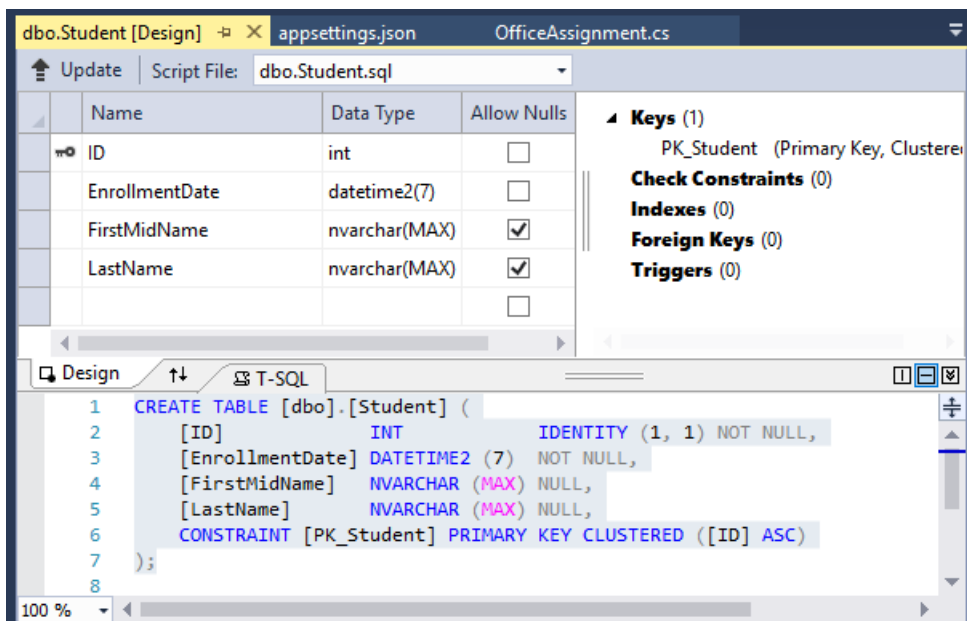 dbo.Student [Design] appsettings.json OfficeAssignment.cs
Update Script File: dbo.Student.sql
Name Data Type Allow Nulls
ID int
EnrollmentDate datetime2(7)
FirstMidName nvarchar(MAX)
LastName nvarchar(MAX)
Keys (1)
PK_Student (Primary Key, Clustere
Check Constraints (0)
Indexes (0)
Foreign Keys (0)
Triggers (0)
Design T-SQL
1 CREATE TABLE [dbo].[Student] (
2 [ID] INT IDENTITY (1, 1) NOT NULL,
3 [EnrollmentDate] DATETIME2 (7) NOT NULL,
4 [FirstMidName] NVARCHAR (MAX) NULL,
5 [LastName] NVARCHAR (MAX) NULL,
6 CONSTRAINT [PK_Student] PRIMARY KEY CLUSTERED ([ID] ASC)
7 );
8
100 %